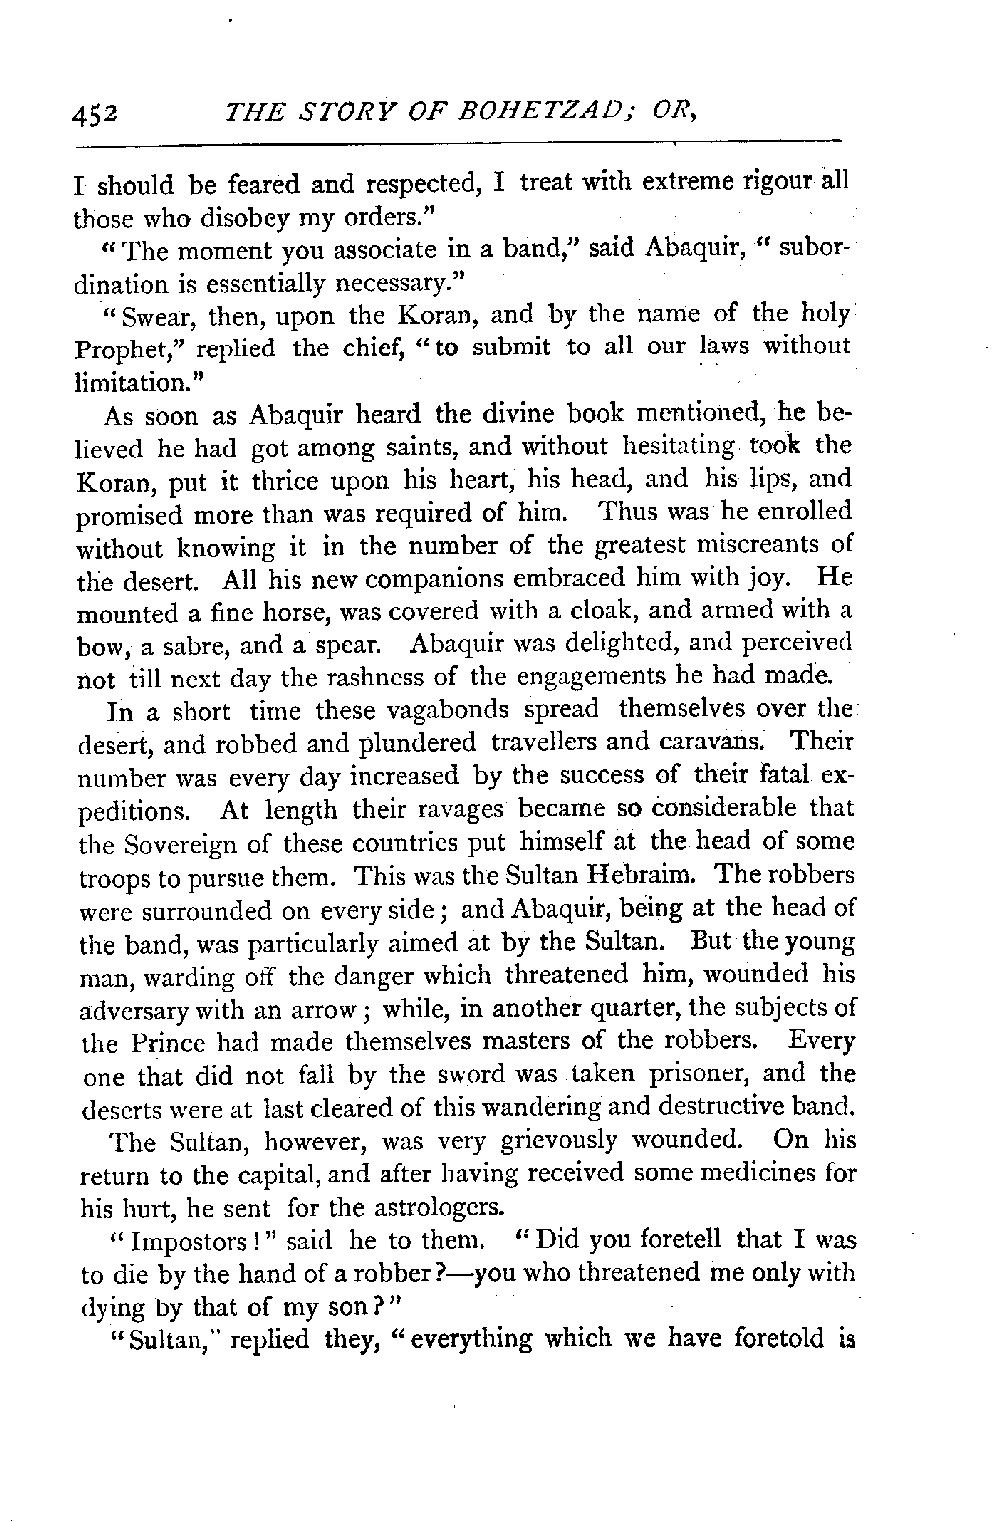 452 THE STORY OF BOHETZAD; OR,
I should be feared and respected, I treat with extreme rigour all
those who disobey my orders."
"The moment you associate in a band," said Abaquir, "subor-
dination is essentially necessary."
"Swear, then, upon the Koran, and by the name of the holy
Prophet," replied the chief, "to submit to all our laws without
limitation."
As soon as Abaquir heard the divine book mentioned, he be-
lieved he had got among saints, and without hesitating took the
Koran, put it thrice upon his heart, his head, and his lips, and
promised more than was required of him. Thus was he enrolled
without knowing it in the number of the greatest miscreants of
the desert. All his new companions embraced him with joy. He
mounted a fine horse, was covered with a cloak, and armed with a
bow, a sabre, and a spear. Abaquir was delighted, and perceived
not till next day the rashness of the engagements he had made.
In a short time these vagabonds spread themselves over the
desert, and robbed and plundered travellers and caravans. Their
number was every day increased by the success of their fatal ex-
peditions. At length their ravages became so considerable that
the Sovereign of these countries put himself at the head of some
troops to pursue them. This was the Sultan Hebraim. The robbers
were surrounded on every side; and Abaquir, being at the head of
the band, was particularly aimed at by the Sultan. But the young
man, warding off the danger which threatened him, wounded his
adversary with an arrow; while, in another quarter, the subjects of
the Prince had made themselves masters of the robbers. Every
one that did not fall by the sword was taken prisoner, and the
deserts were at last cleared of this wandering and destructive band.
The Sultan, however, was very grievously wounded. On his
return to the capital, and after having received some medicines for
his hurt, he sent for the astrologers.
"Impostors!" said he to them. "Did you foretell that I was
to die by the hand of a robber?—you who threatened me only with
dying by that of my son?"
"Sultan," replied they, "everything which we have foretold is